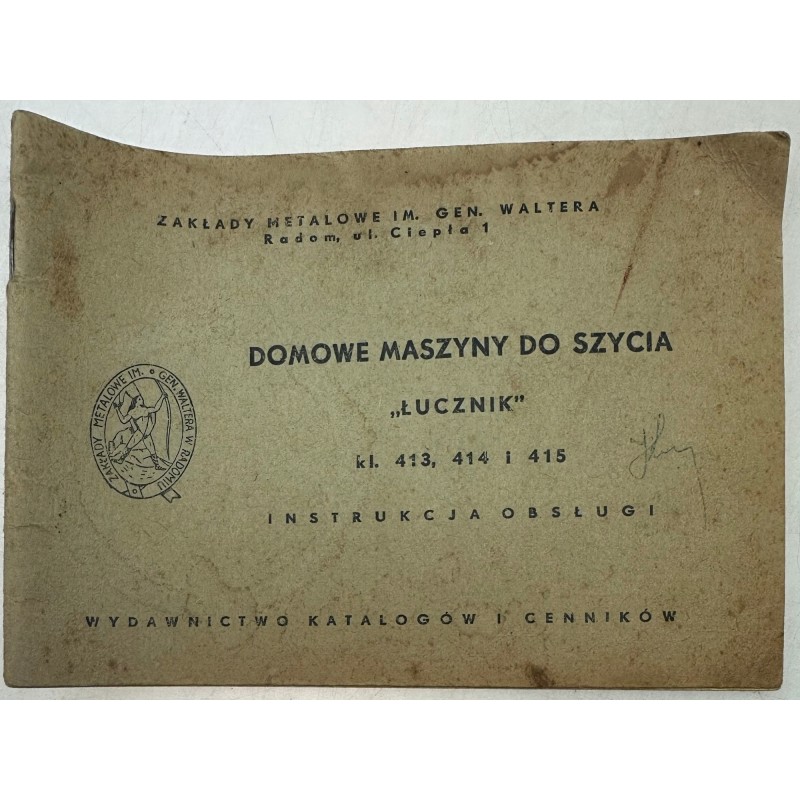 ZAKŁADY METALOWE IM. GEN. WALTERA
Radom, ul. Ciepła 1
DOMOWE MASZYNY DO SZYCIA
„ŁUCZNIK”
kl. 413, 414 i 415
INSTRUKCJA OBSŁUGI
ZAKŁADY METALOWE IM. GEN. WALTERA W RADOMIU
WYDAWNICTWO KATALOGÓW I CENNIKÓW